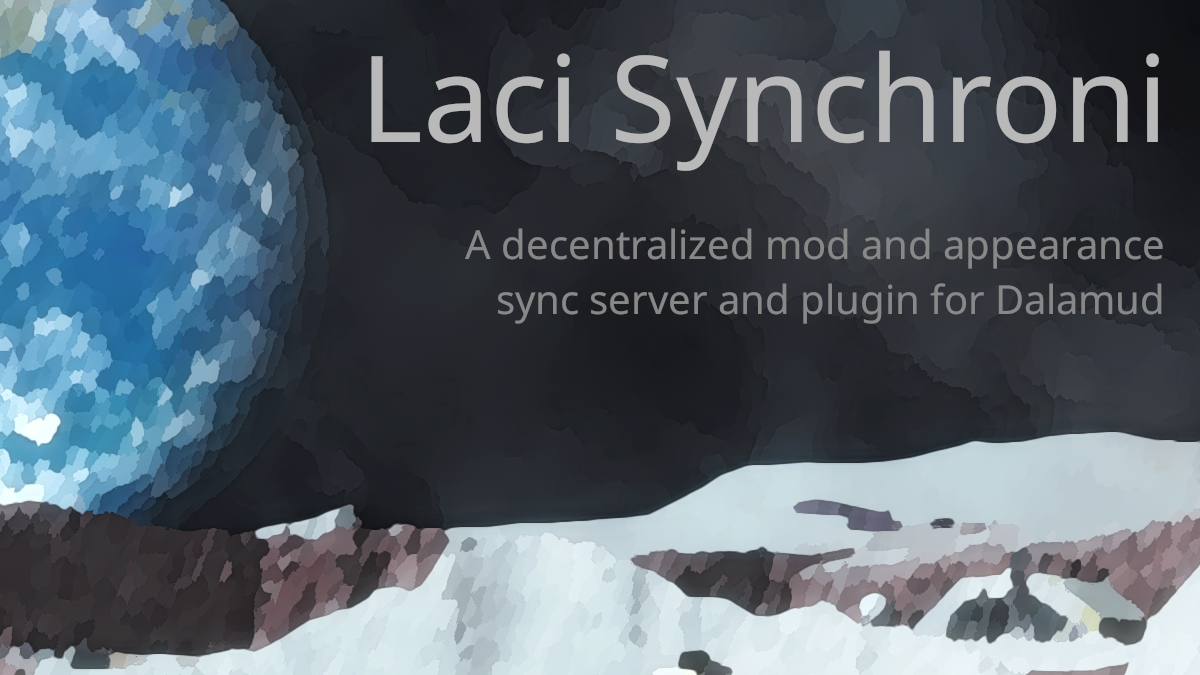 Laci Synchroni
A decentralized mod and appearance
sync server and plugin for Dalamud